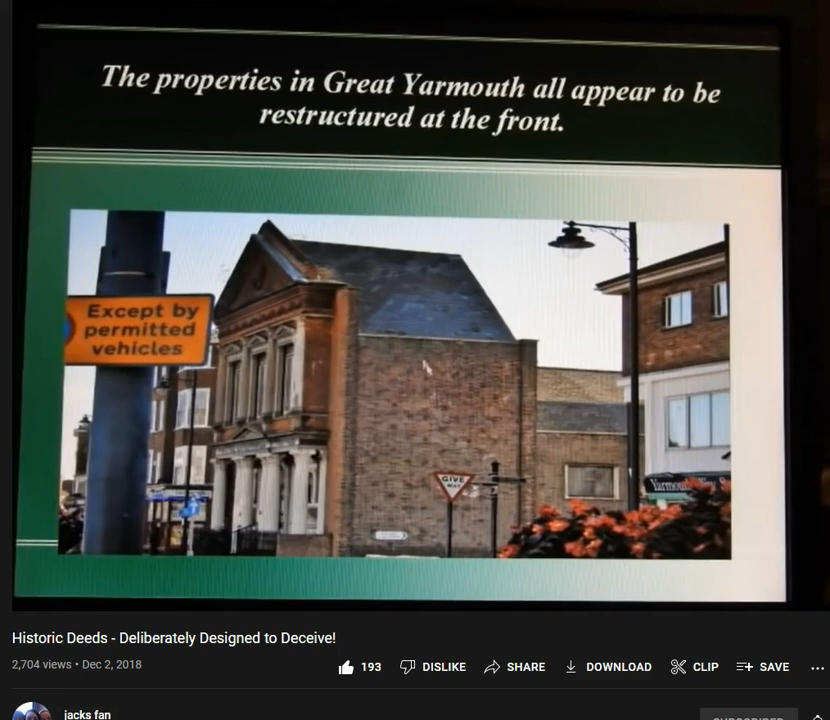 The properties in Great Yarmouth all appear to be
restructured at the front.
Except by
permitted
vehicles
GIVE
WAY
Historic Deeds - Deliberately Designed to Deceive!
2,704 views • Dec 2, 2018
193
DISLIKE
SHARE
DOWNLOAD
CLIP
SAVE
jacks fan